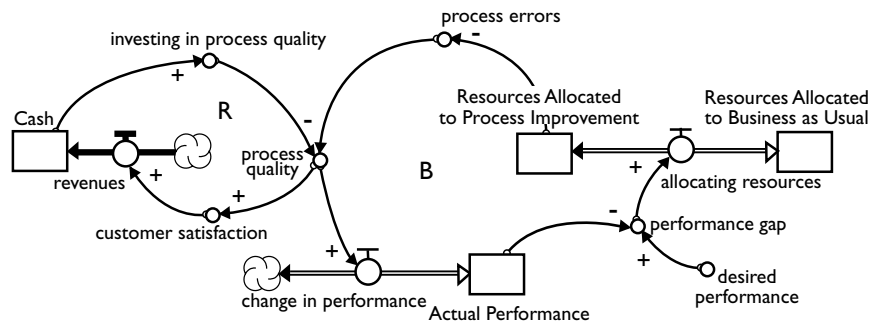 process errors
-
investing in process quality
+
R
-
Cash
revenues
+
+
customer satisfaction
process
quality
B
Resources Allocated
to Process Improvement
Resources Allocated
to Business as Usual
+
allocating resources
-
performance gap
+
desired
performance
+
change in performance
Actual Performance